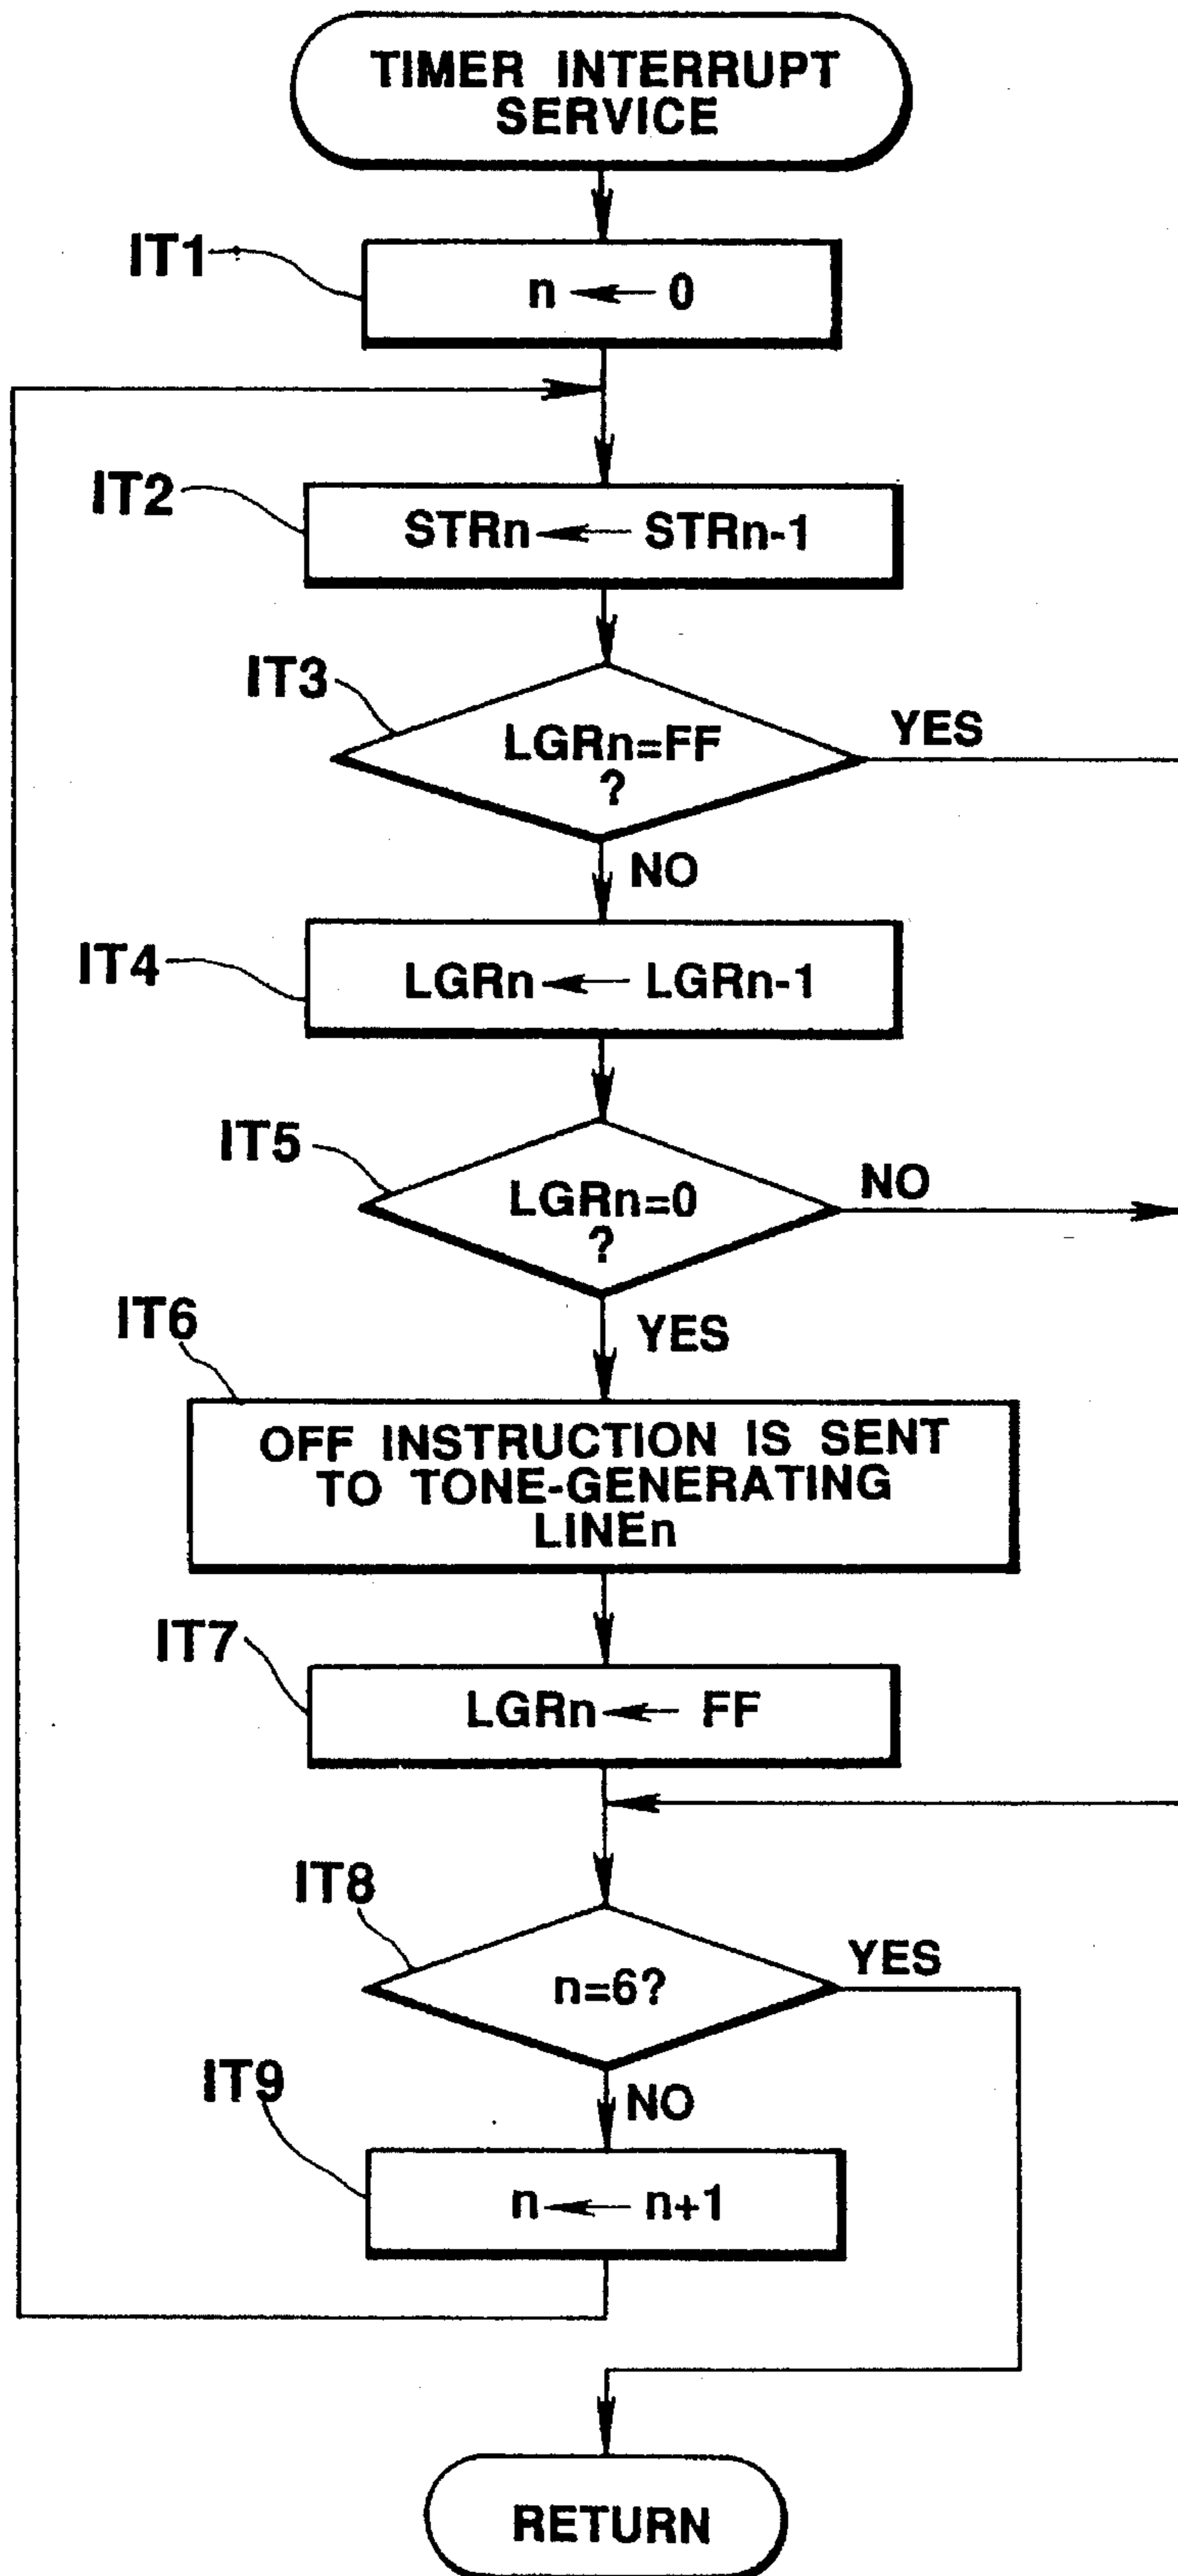 TIMER INTERRUPT
SERVICE
IT1
n ← 0
IT2
STRn ← STRn-1
IT3
LGRn=FF
?
YES
NO
IT4
LGRn ← LGRn-1
IT5
LGRn=0
?
NO
YES
IT6
OFF INSTRUCTION IS SENT
TO TONE-GENERATING
LINEn
IT7
LGRn ← FF
IT8
n=6?
YES
NO
IT9
n ← n+1
RETURN